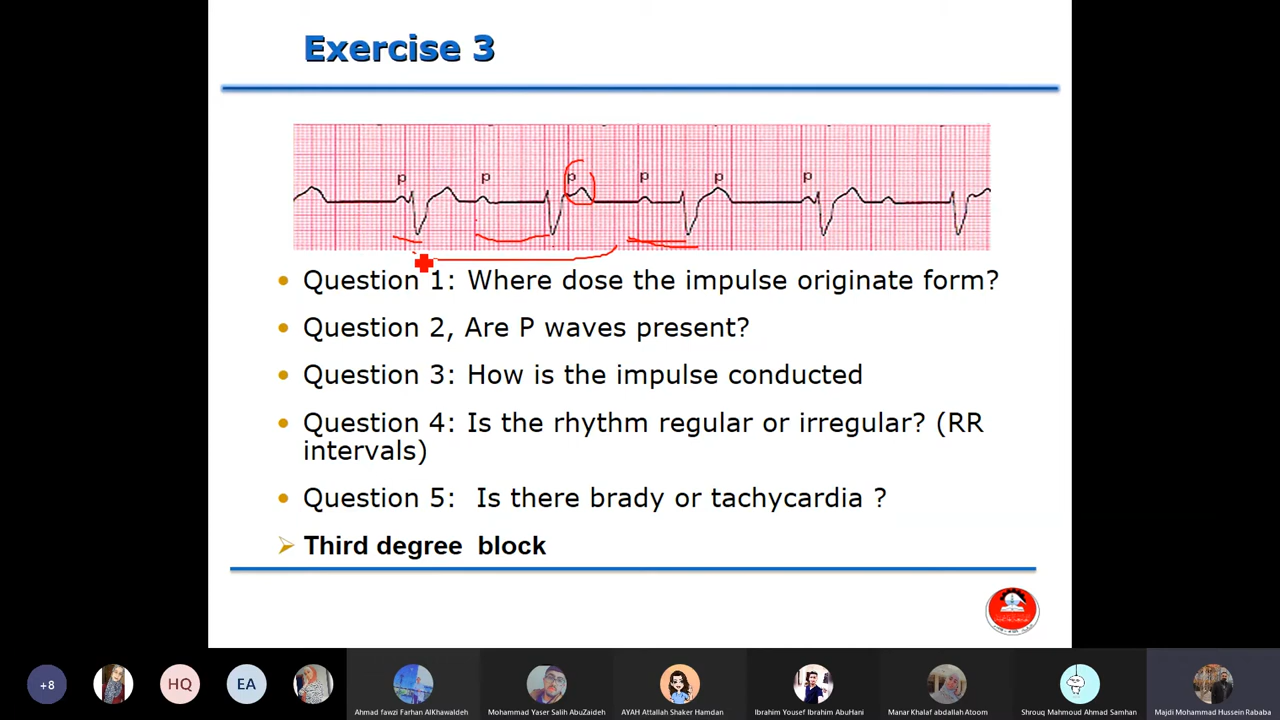 Exercise 3
p p p p p p
Question 1: Where dose the impulse originate form?
Question 2, Are P waves present?
Question 3: How is the impulse conducted
Question 4: Is the rhythm regular or irregular? (RR
intervals)
Question 5: Is there brady or tachycardia ?
Third degree block
+8 HQ EA
Ahmad fawzi Farhan AlKhawaldeh Mohammad Yaser Salih AbuZaideh AYAH Attallah Shaker Hamdan Ibrahim Yousef Ibrahim AbuHani Manar Khalaf abdallah Atoom Shrouq Mahmoud Ahmad Samhan Majdi Mohammad Hussein Rababa